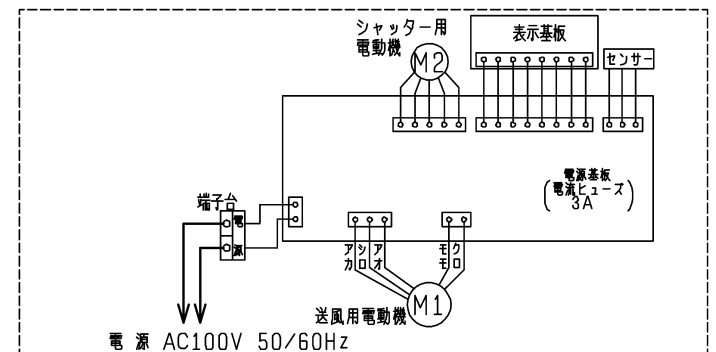 シャッター用
電動機
M2
表示基板
センサー
電源基板
(電流ヒューズ)
3A
端子台
電
源
アカ
シロ
アオ
モモ
クロ
送風用電動機
M1
電 源 AC100V 50/60Hz